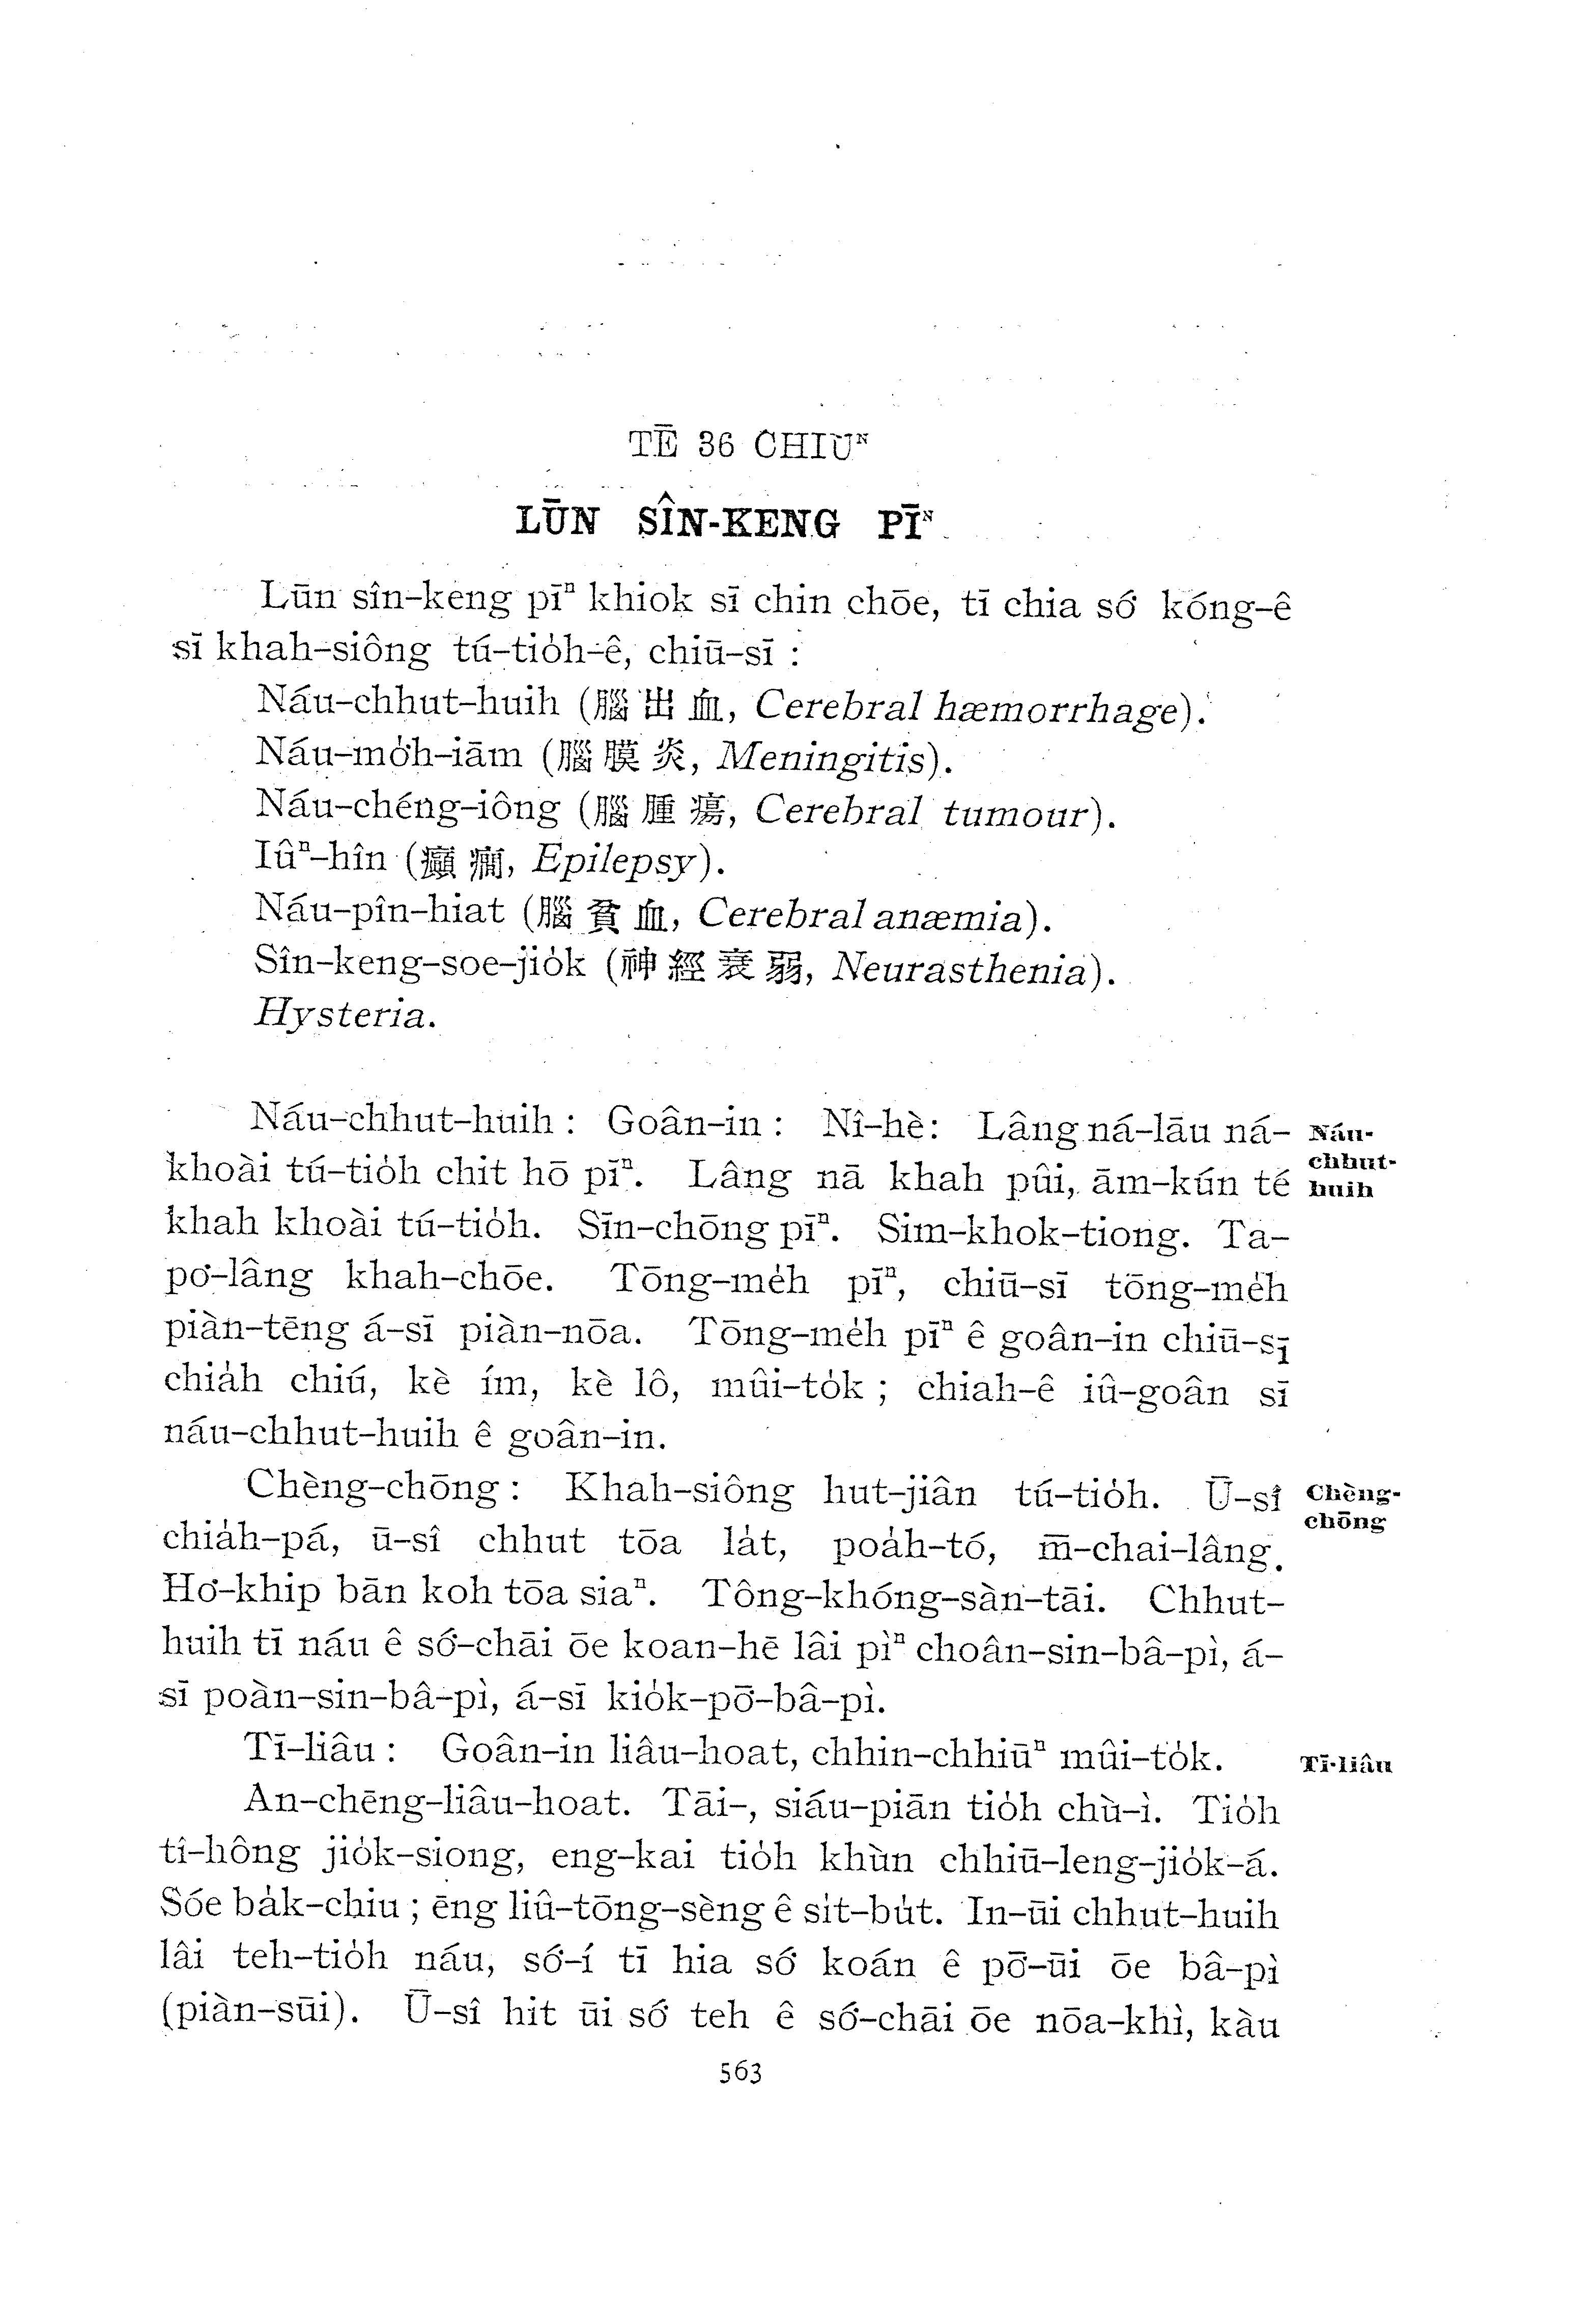 TĒ 36 CHIUⁿ
LŪN SÎN-KENG PĪⁿ
Lūn sîn-keng pīⁿ khiok sī chin chōe, tī chia só͘ kóng-ê
sī khah-siông tú-tio̍h-ê, chiū-sī :
Náu-chhut-huih (腦出血, Cerebral hæmorrhage).
Náu-mo̍͘h-iām (腦膜炎, Meningitis).
Náu-chéng-iông (腦腫瘍, Cerebral tumour).
Iûⁿ-hîn (癲癇, Epilepsy).
Náu-pîn-hiat (腦貧血, Cerebral anæmia).
Sîn-keng-soe-jio̍k (神經衰弱, Neurasthenia).
Hysteria.
Náu-chhut-huih : Goân-in : Nî-hè: Lâng ná-lāu ná-
khoài tú-tio̍h chit hō pīⁿ. Lâng nā khah pûi, ām-kún té
khah khoài tú-tio̍h. Sīn-chōng pīⁿ. Sim-khok-tiong. Ta-
po͘-lâng khah-chōe. Tōng-me̍h pīⁿ, chiū-sī tōng-me̍h
piàn-tēng á-sī piàn-nōa. Tōng-me̍h pīⁿ ê goân-in chiū-sī
chia̍h chiú, kè ím, kè lô, mûi-to̍k ; chiah-ê iû-goân sī
náu-chhut-huih ê goân-in.
Náu-
chhut-
huih
Chèng-chōng : Khah-siông hut-jiân tú-tio̍h. Ū-sî
chia̍h-pá, ū-sî chhut tōa la̍t, poa̍h-tó, m̄-chai-lâng.
Ho͘-khip bān koh tōa siaⁿ. Tông-khóng-sàn-tāi. Chhut-
huih tī náu ê só͘-chāi ōe koan-hē lâi pìⁿ choân-sin-bâ-pì, á-
sī poàn-sin-bâ-pì, á-sī kio̍k-pō͘-bâ-pì.
Chèng-
chōng
Tī-liâu : Goân-in liâu-hoat, chhin-chhiūⁿ mûi-to̍k.
Tī-liâu
An-chēng-liâu-hoat. Tāi-, siáu-piān tio̍h chù-ì. Tio̍h
tî-hông jio̍k-siong, eng-kai tio̍h khùn chhiū-leng-jio̍k-á.
Sóe ba̍k-chiu ; ēng liû-tōng-sèng ê si̍t-bu̍t. In-ūi chhut-huih
lâi teh-tio̍h náu, só͘-í tī hia só͘ koán ê pō͘-ūi ōe bâ-pì
(piàn-sūi). Ū-sî hit ūi só͘ teh ê só͘-chāi ōe nōa-khì, kàu
563